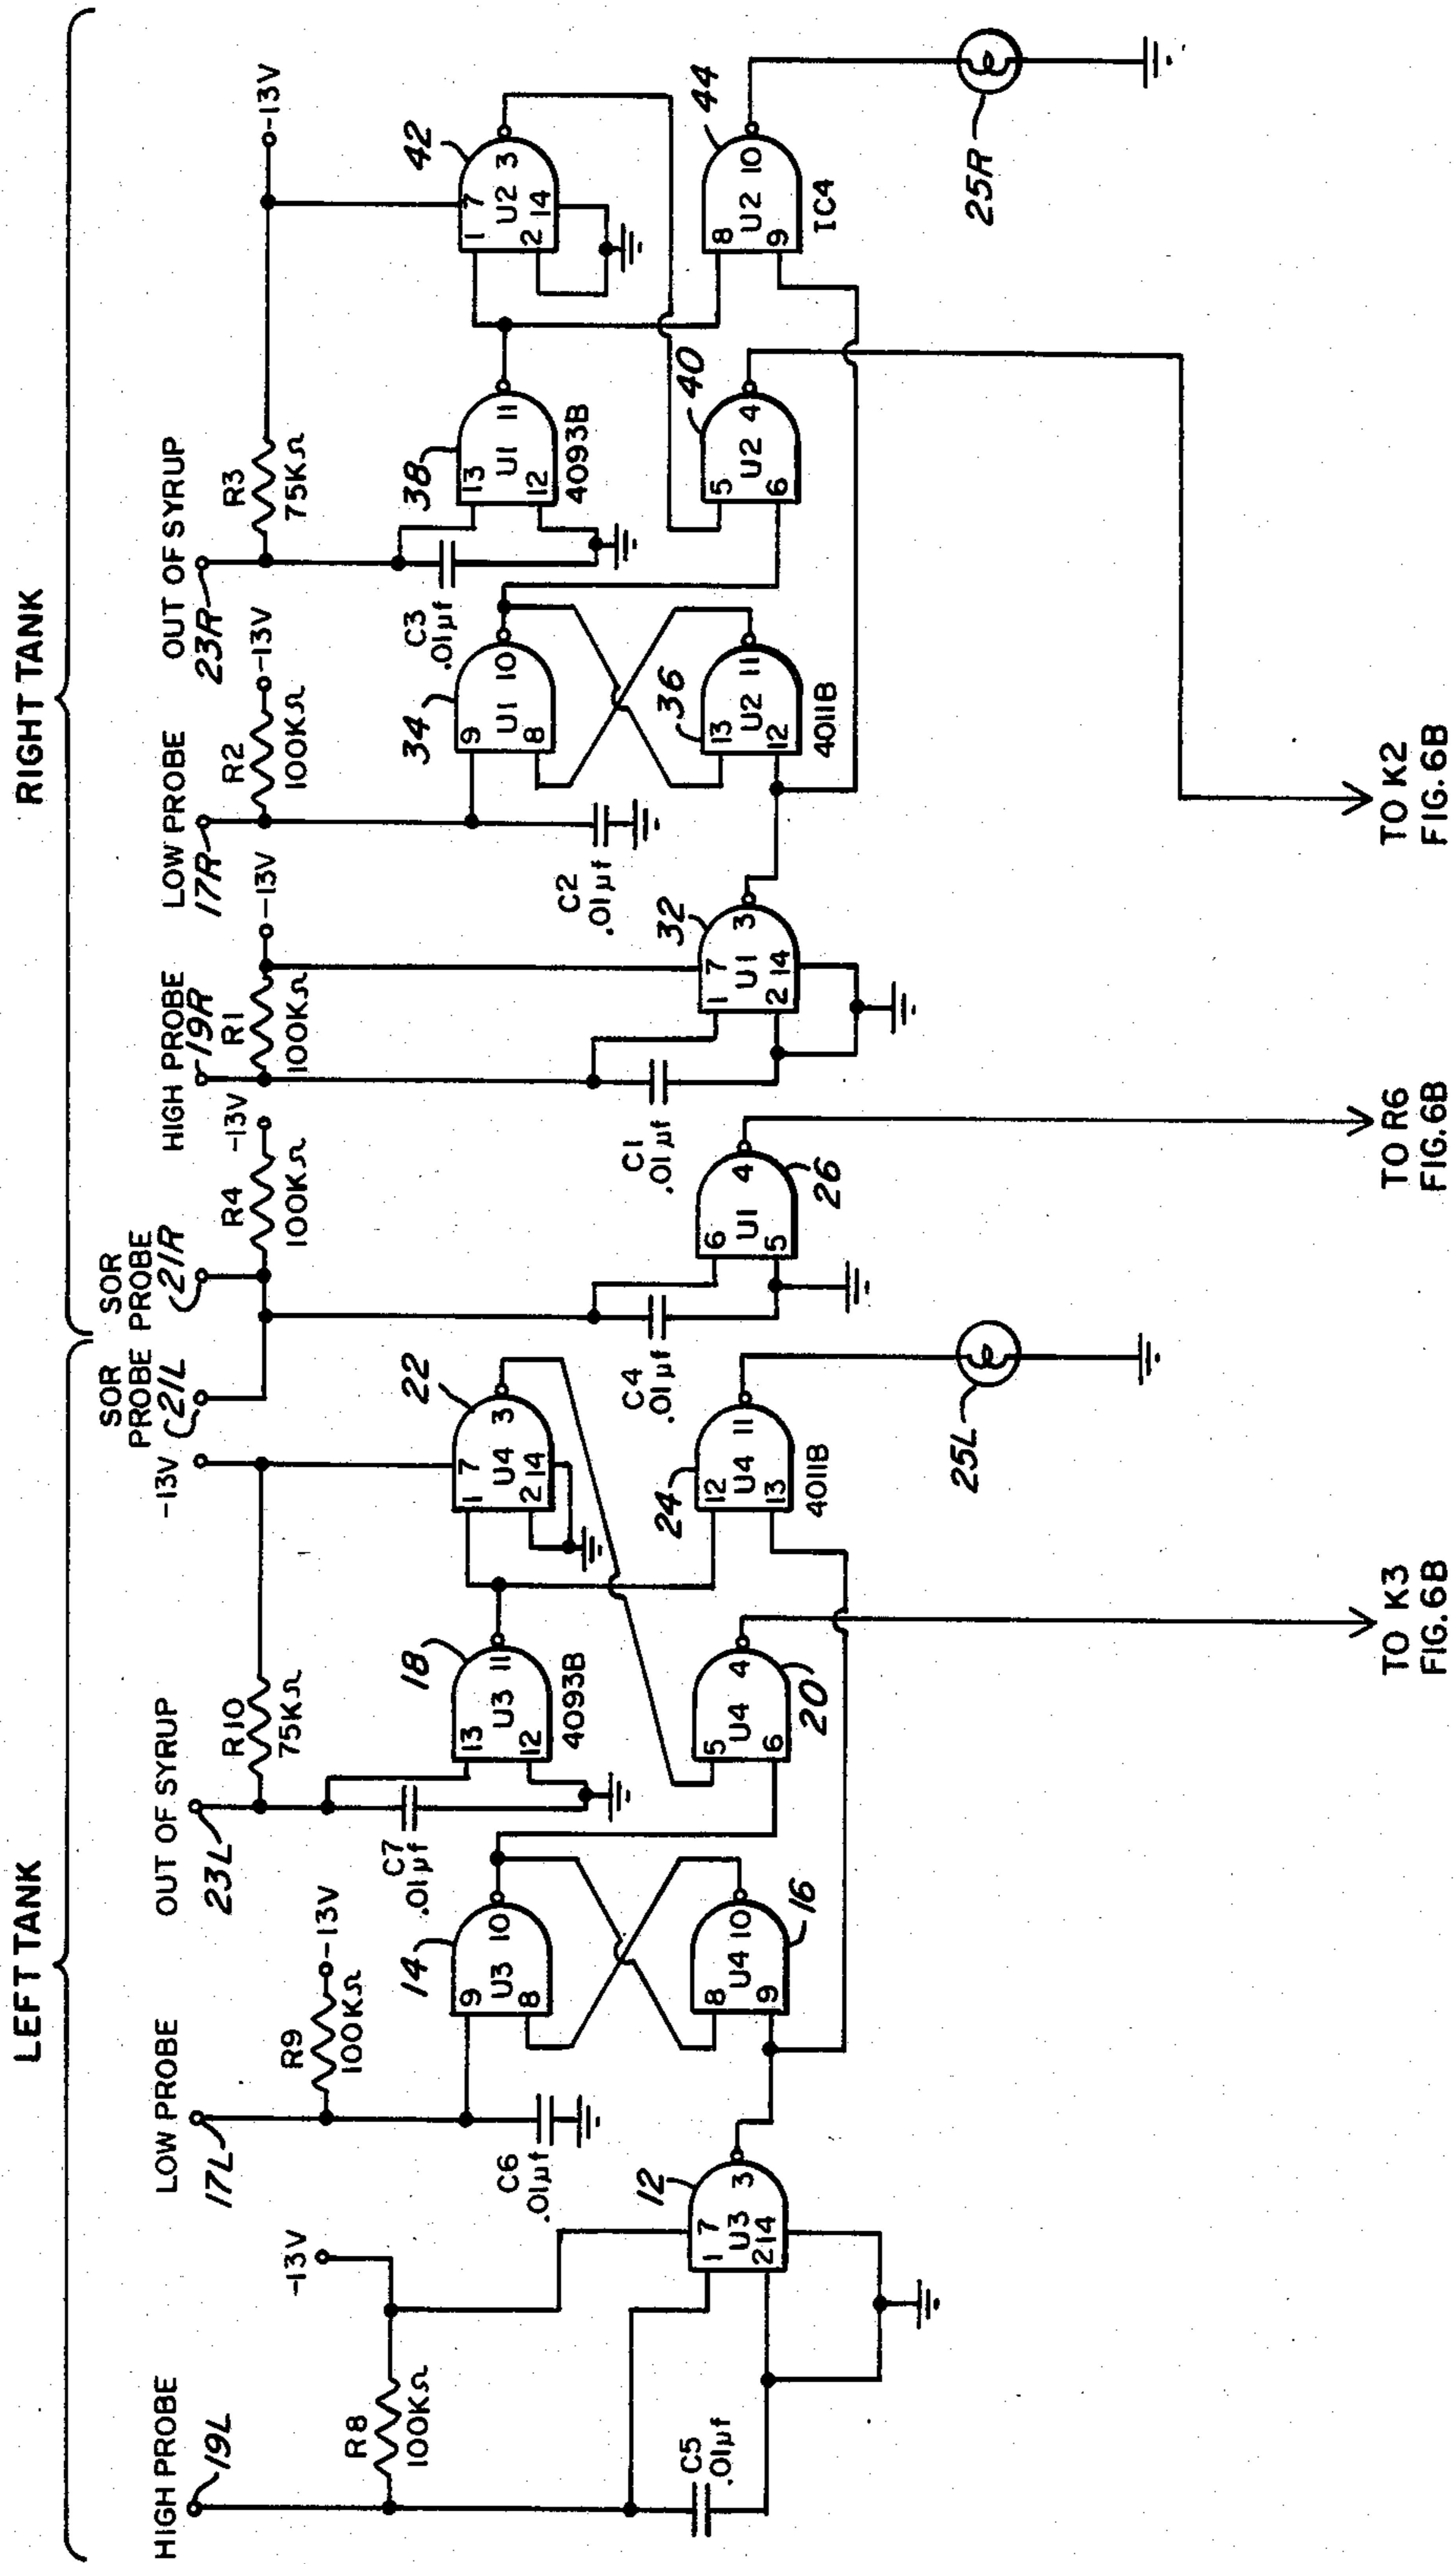 LEFT TANK
RIGHT TANK
HIGH PROBE
19L
R8
100KΩ
-13V
C5
.01µf
12
1
7
U3
2
14
3
LOW PROBE
17L
R9
100KΩ
-13V
C6
.01µf
14
9
U3
10
8
16
8
U4
10
9
OUT OF SYRUP
23L
R10
75KΩ
-13V
C7
.01µf
18
13
U3
11
12
4093B
20
5
U4
4
6
TO K3
FIG.6B
22
1
7
U4
2
14
3
24
12
U4
11
13
4011B
25L
SOR
PROBE
21L
SOR
PROBE
21R
R4
100KΩ
-13V
C4
.01µf
26
6
U1
4
5
TO R6
FIG.6B
HIGH PROBE
19R
R1
100KΩ
-13V
C1
.01µf
32
1
7
U1
2
14
3
LOW PROBE
17R
R2
100KΩ
-13V
C2
.01µf
34
9
U1
10
8
36
13
U2
11
12
4011B
OUT OF SYRUP
23R
R3
75KΩ
-13V
C3
.01µf
38
13
U1
11
12
4093B
40
5
U2
4
6
TO K2
FIG.6B
42
1
7
U2
2
14
3
44
8
U2
10
9
IC4
25R